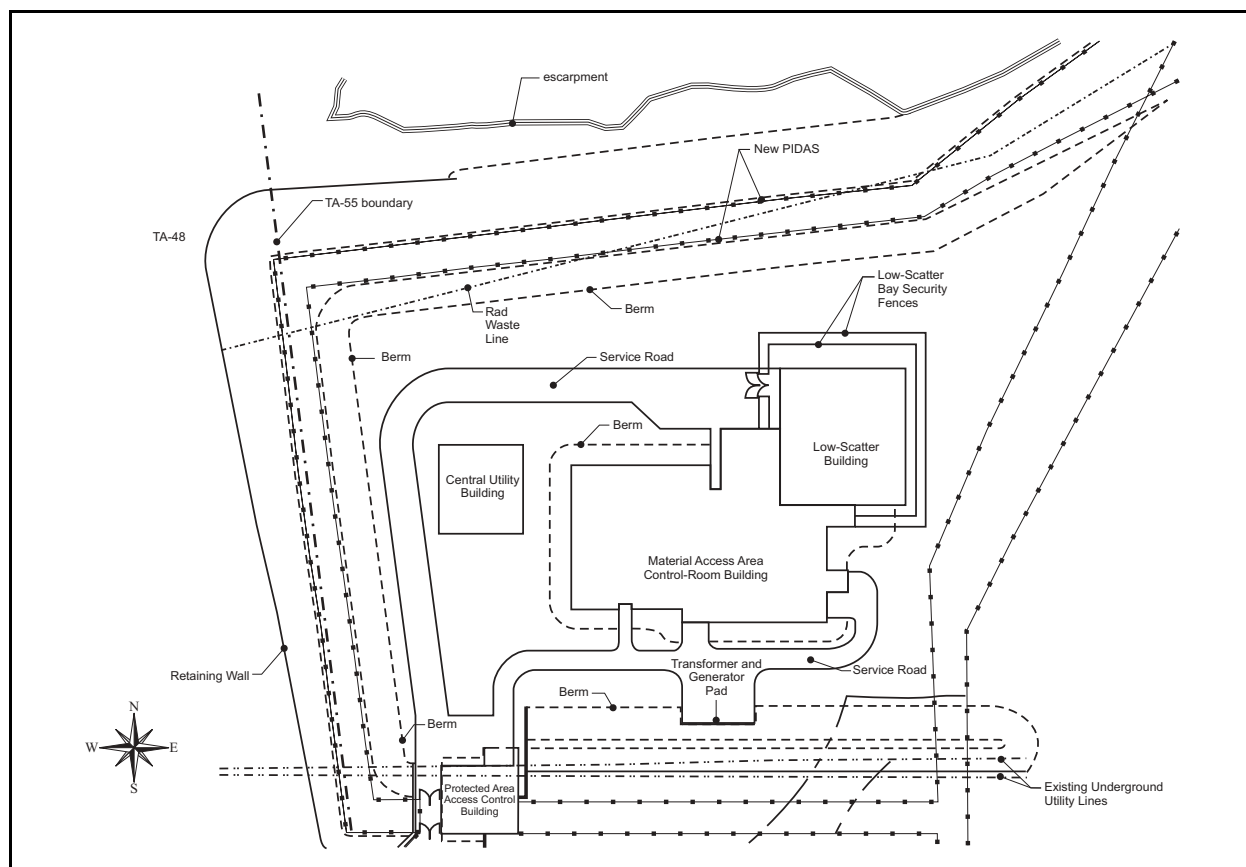 escarpment
New PIDAS
TA-55 boundary
TA-48
Low-Scatter
Bay Security
Fences
Rad
Waste
Line
Berm
Berm
Service Road
Berm
Low-Scatter
Building
Central Utility
Building
Material Access Area
Control-Room Building
Retaining Wall
Transformer and
Generator
Pad
Service Road
Berm
Berm
N
W
E
S
Protected Area
Access Control
Building
Existing Underground
Utility Lines